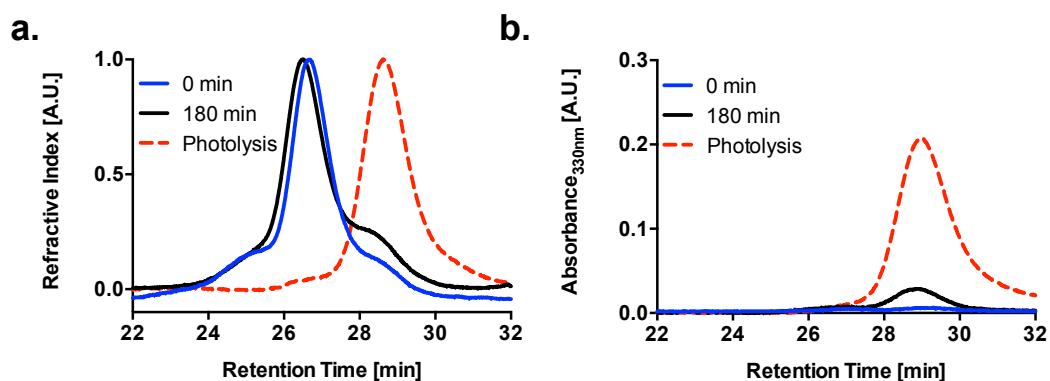 a.
Refractive Index [A.U.]
1.0
0.5
0.0
0 min
180 min
Photolysis
22 24 26 28 30 32
Retention Time [min]
b.
Absorbance330nm [A.U.]
0.3
0.2
0.1
0.0
0 min
180 min
Photolysis
22 24 26 28 30 32
Retention Time [min]